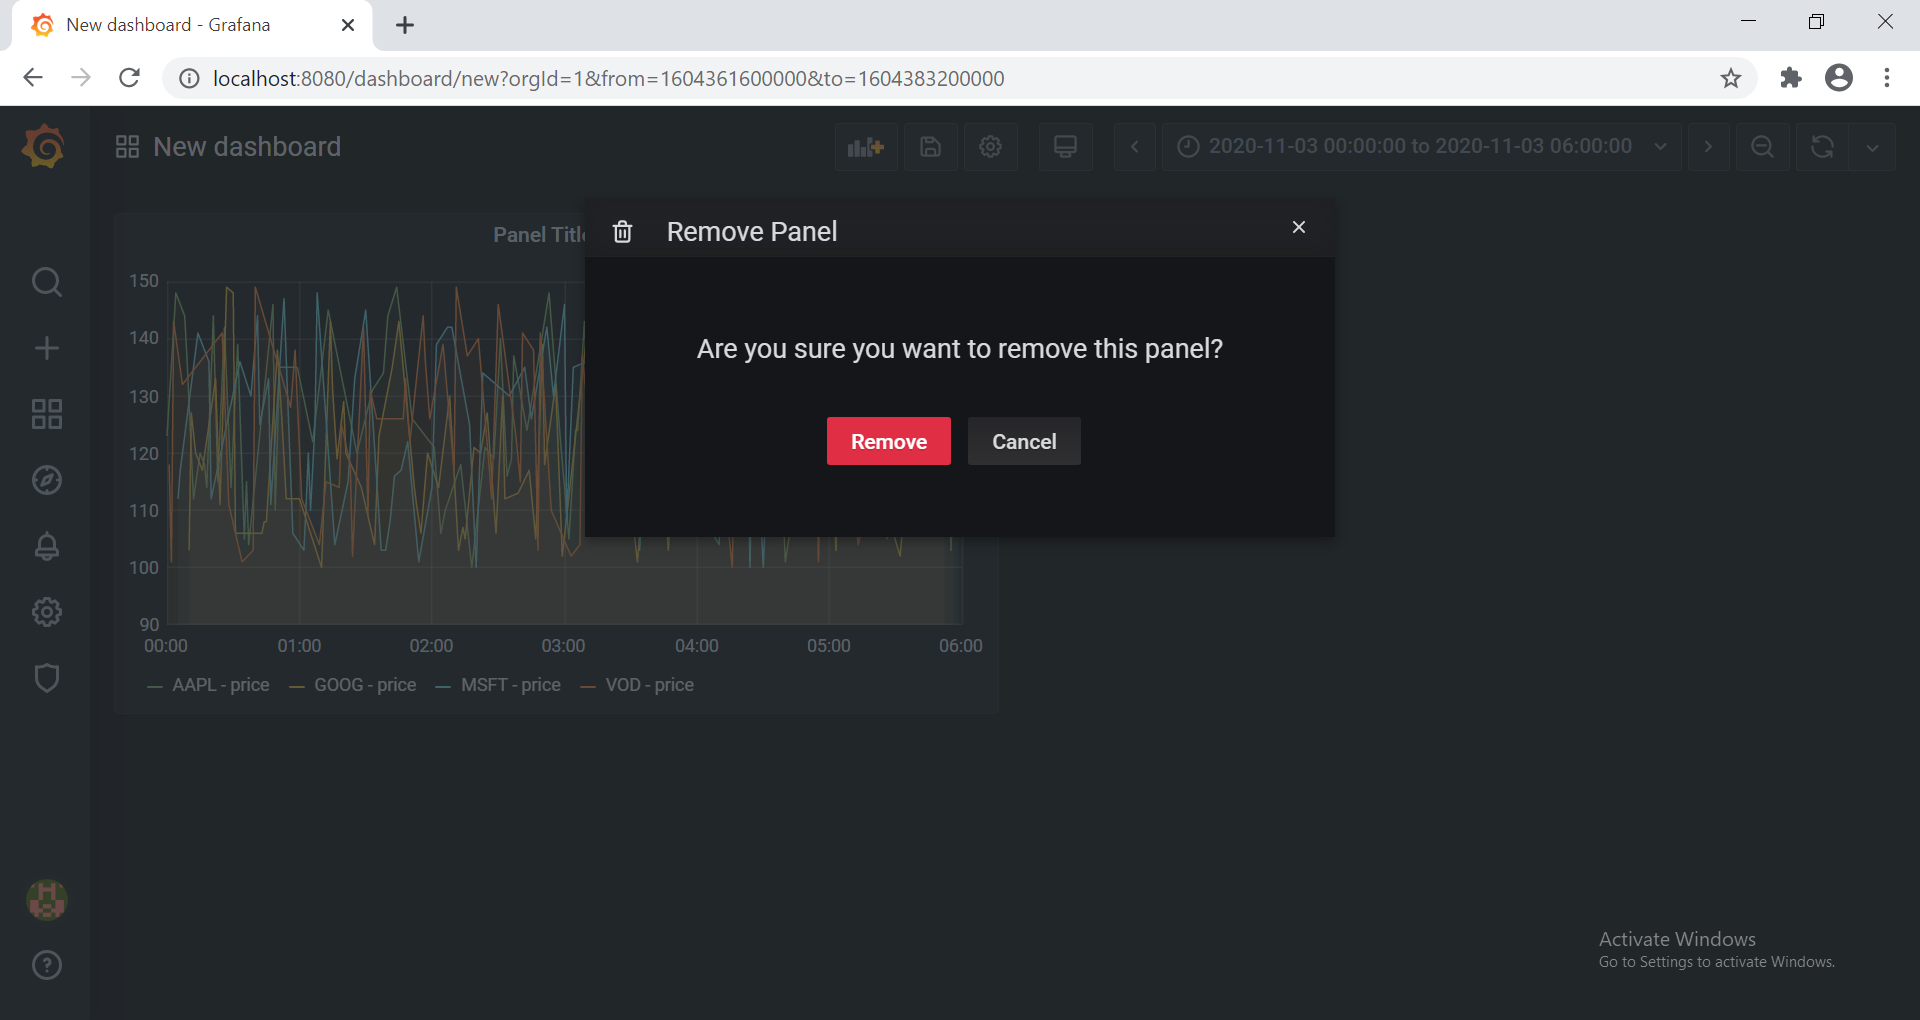 New dashboard - Grafana
localhost:8080/dashboard/new?orgId=1&from=1604361600000&to=1604383200000
New dashboard
2020-11-03 00:00:00 to 2020-11-03 06:00:00
Panel Title
Remove Panel
Are you sure you want to remove this panel?
Remove Cancel
150
140
130
120
110
100
90
00:00 01:00 02:00 03:00 04:00 05:00 06:00
AAPL - price GOOG - price MSFT - price VOD - price
Activate Windows
Go to Settings to activate Windows.